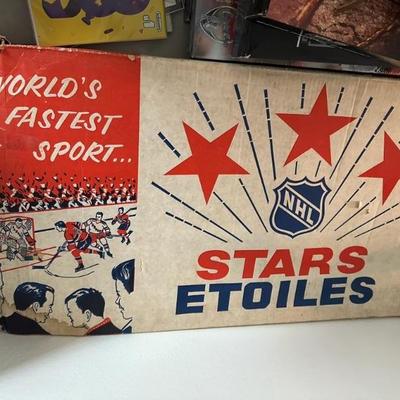 WORLD'S
FASTEST
SPORT...
NHL
STARS
ETOILES